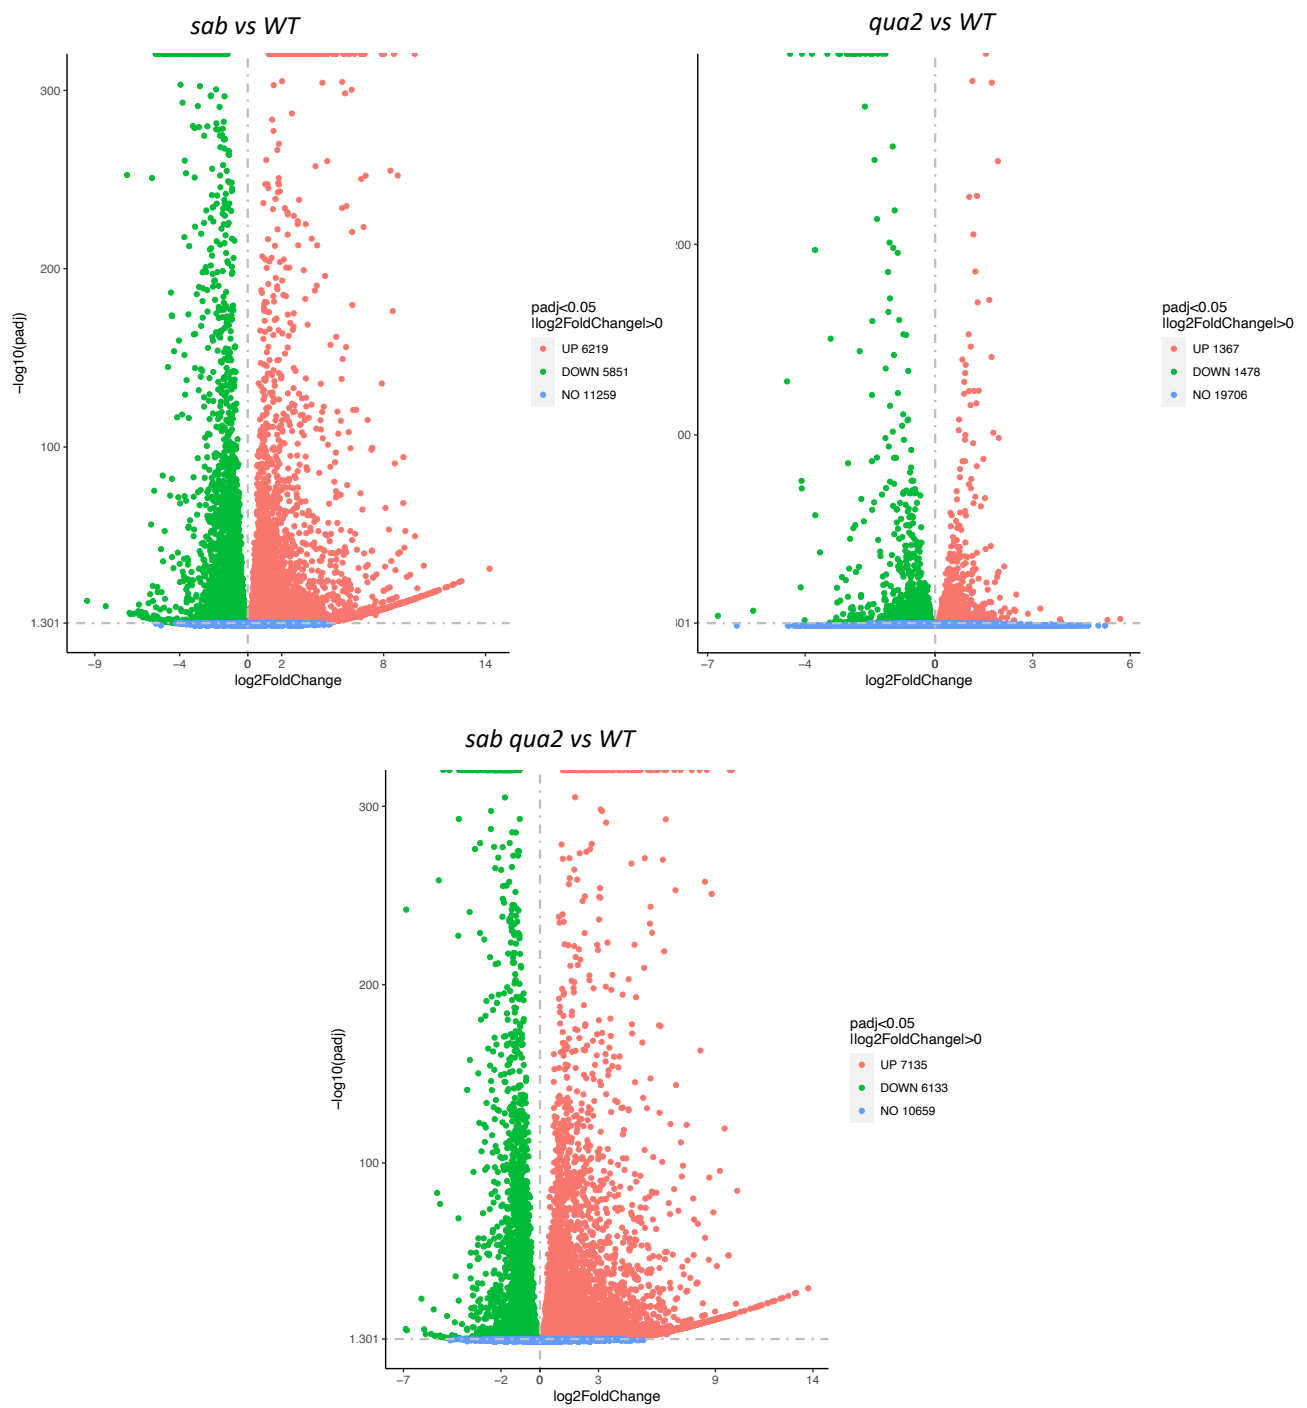 sab vs WT
300
200
100
1.301
−log10(padj)
−9
−4
0
2
8
14
log2FoldChange
padj<0.05
|log2FoldChange|>0
UP 6219
DOWN 5851
NO 11259
qua2 vs WT
200
00
01
−7
−4
0
3
6
log2FoldChange
padj<0.05
|log2FoldChange|>0
UP 1367
DOWN 1478
NO 19706
sab qua2 vs WT
300
200
100
1.301
−log10(padj)
−7
−2
0
3
9
14
log2FoldChange
padj<0.05
|log2FoldChange|>0
UP 7135
DOWN 6133
NO 10659